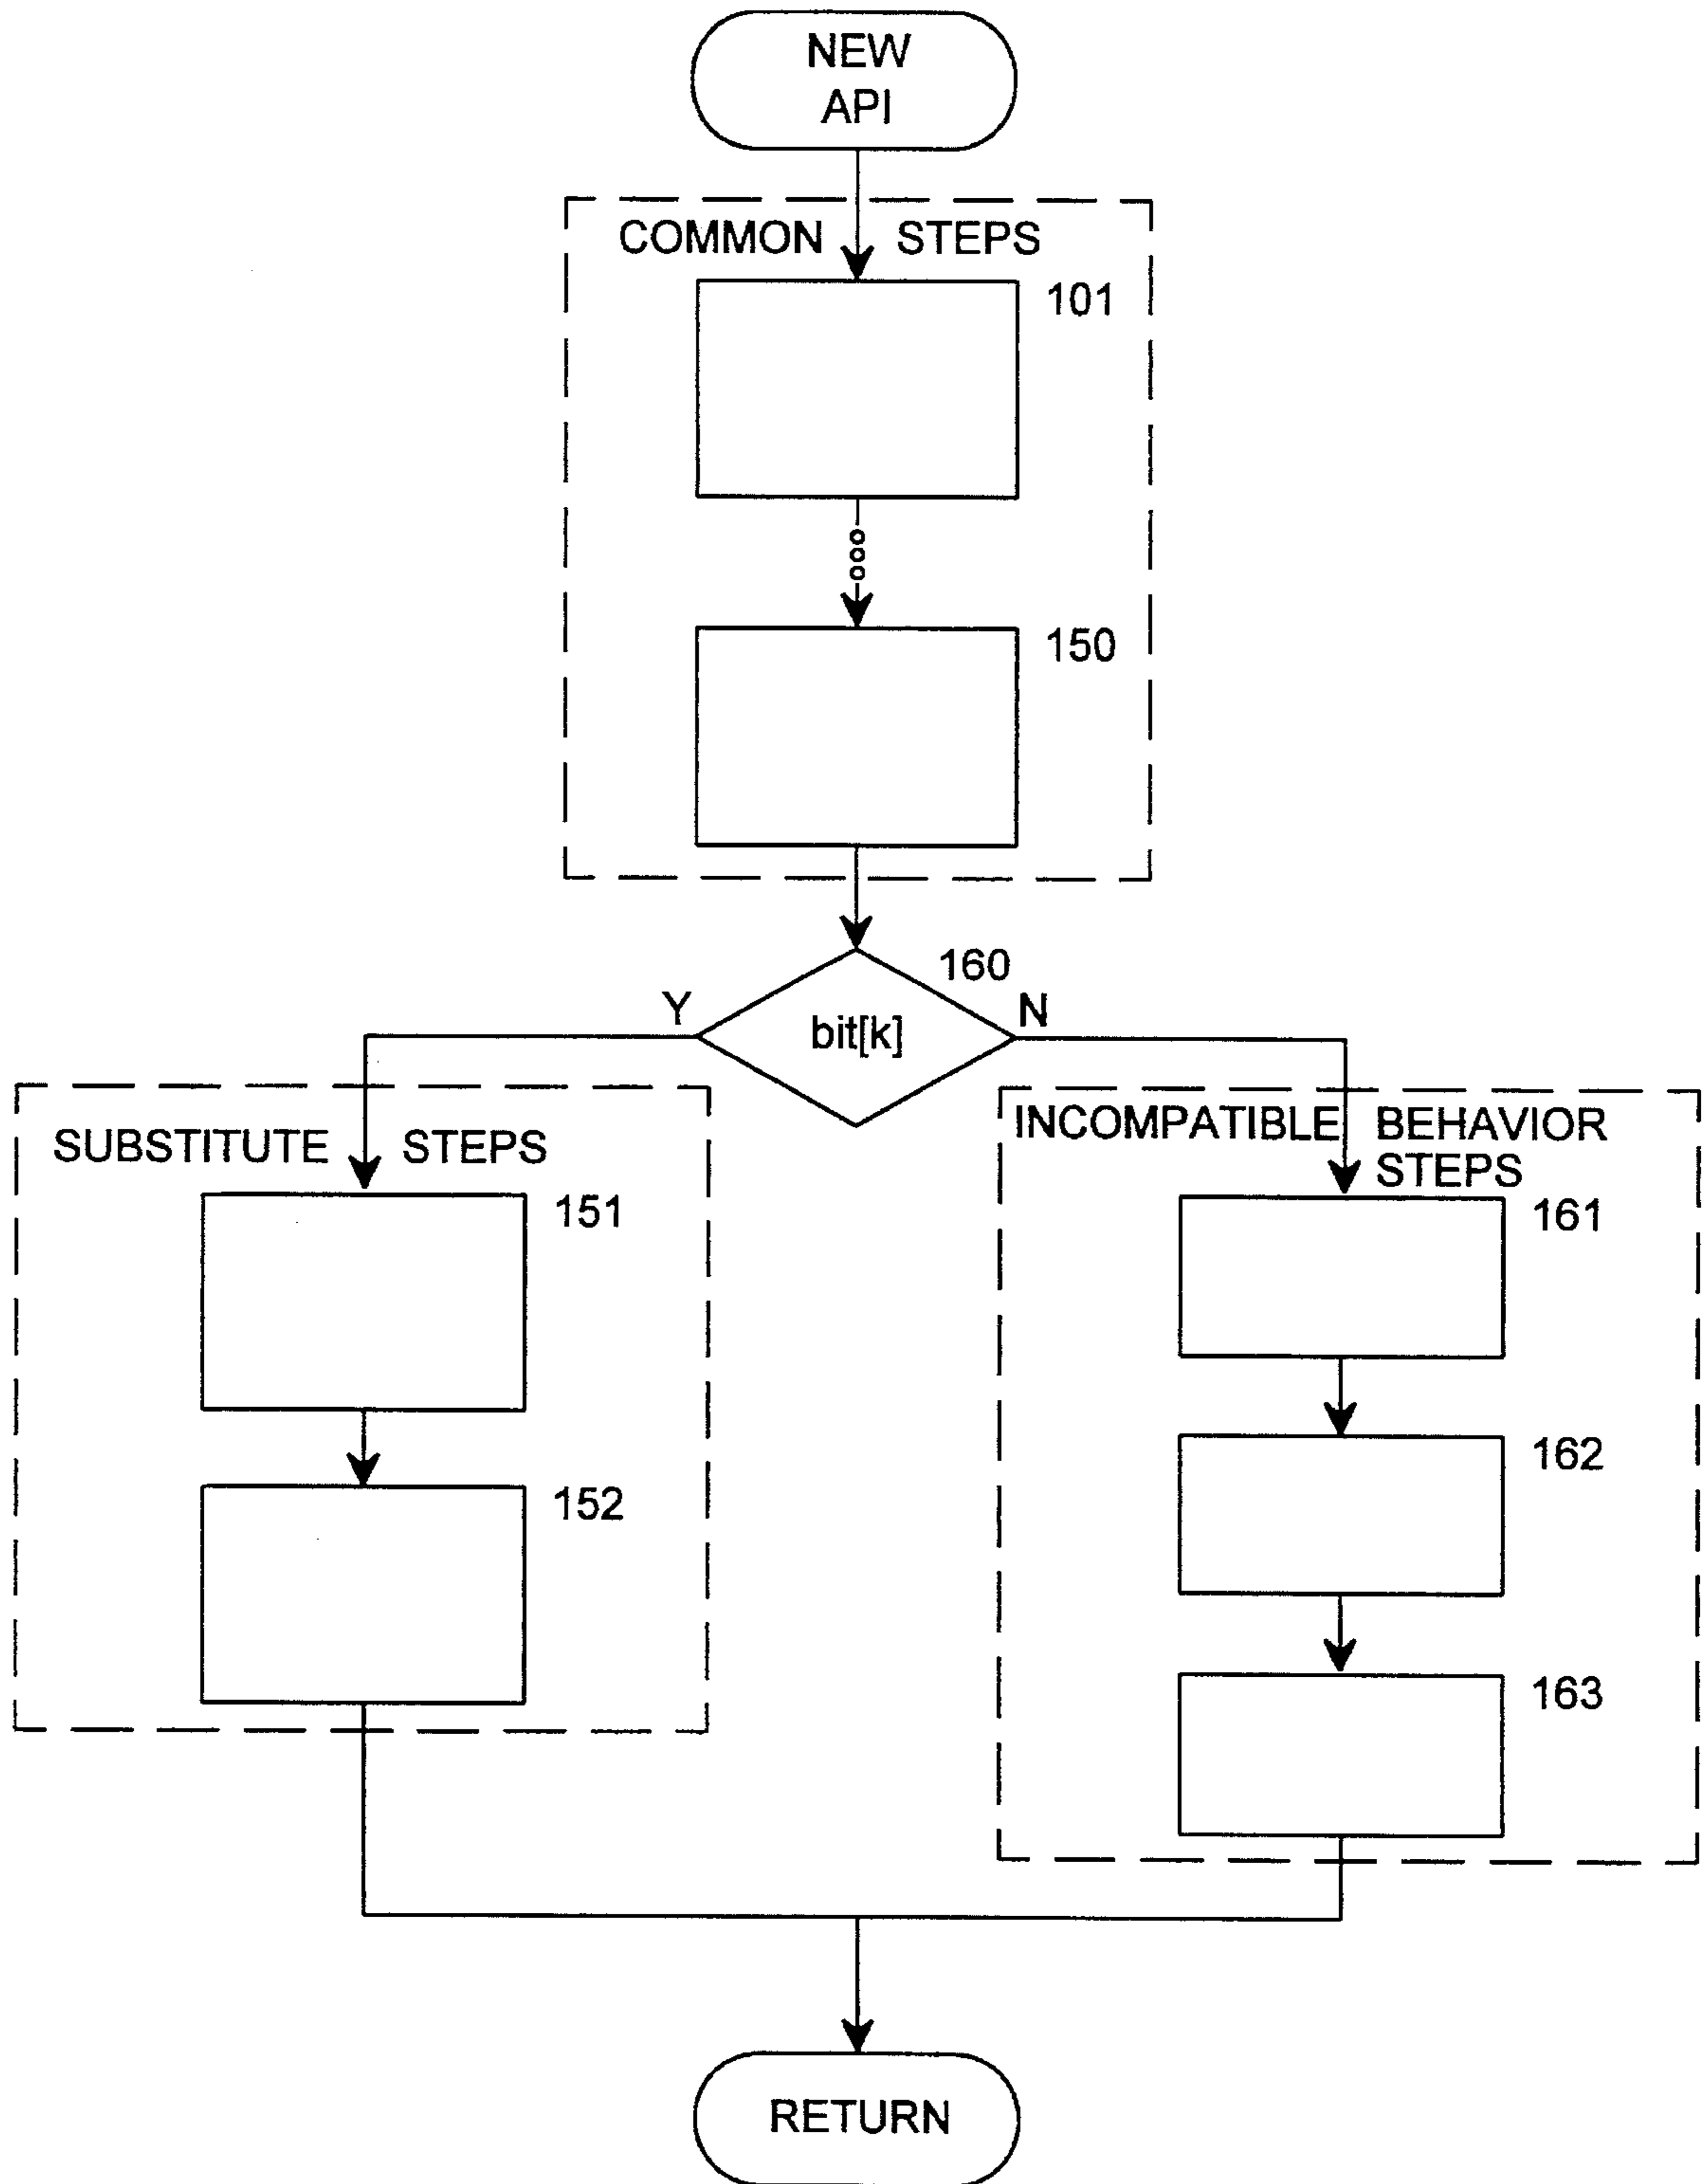 NEW
API
COMMON STEPS
101
150
160
Y
N
bit[k]
SUBSTITUTE STEPS
INCOMPATIBLE BEHAVIOR
STEPS
151
161
162
152
163
RETURN